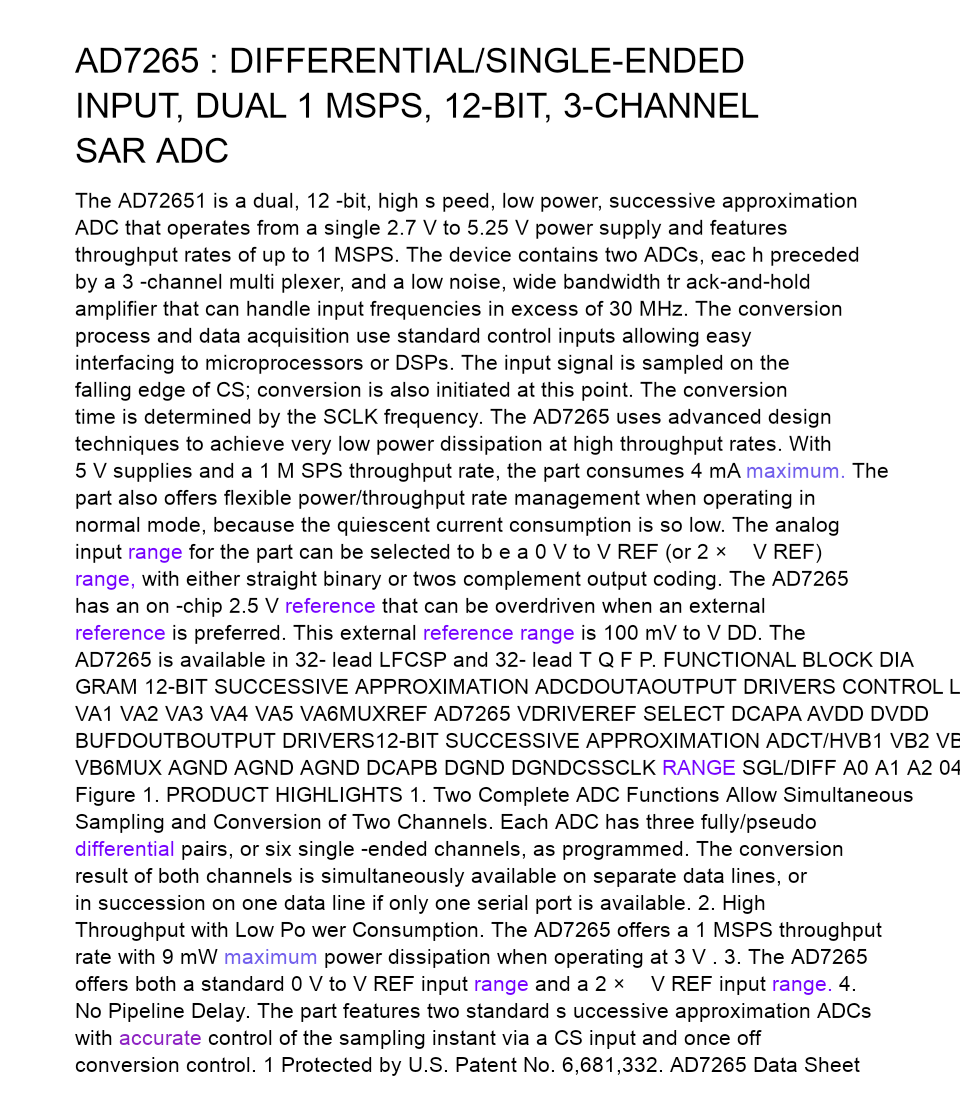 AD7265 : DIFFERENTIAL/SINGLE-ENDED
INPUT, DUAL 1 MSPS, 12-BIT, 3-CHANNEL
SAR ADC
The AD72651 is a dual, 12 -bit, high s peed, low power, successive approximation
ADC that operates from a single 2.7 V to 5.25 V power supply and features
throughput rates of up to 1 MSPS. The device contains two ADCs, eac h preceded
by a 3 -channel multi plexer, and a low noise, wide bandwidth tr ack-and-hold
amplifier that can handle input frequencies in excess of 30 MHz. The conversion
process and data acquisition use standard control inputs allowing easy
interfacing to microprocessors or DSPs. The input signal is sampled on the
falling edge of CS; conversion is also initiated at this point. The conversion
time is determined by the SCLK frequency. The AD7265 uses advanced design
techniques to achieve very low power dissipation at high throughput rates. With
5 V supplies and a 1 M SPS throughput rate, the part consumes 4 mA maximum. The
part also offers flexible power/throughput rate management when operating in
normal mode, because the quiescent current consumption is so low. The analog
input range for the part can be selected to b e a 0 V to V REF (or 2 × V REF)
range, with either straight binary or twos complement output coding. The AD7265
has an on -chip 2.5 V reference that can be overdriven when an external
reference is preferred. This external reference range is 100 mV to V DD. The
AD7265 is available in 32- lead LFCSP and 32- lead T Q F P. FUNCTIONAL BLOCK DIA
GRAM 12-BIT SUCCESSIVE APPROXIMATION ADCDOUTAOUTPUT DRIVERS CONTROL L
VA1 VA2 VA3 VA4 VA5 VA6MUXREF AD7265 VDRIVEREF SELECT DCAPA AVDD DVDD
BUFDOUTBOUTPUT DRIVERS12-BIT SUCCESSIVE APPROXIMATION ADCT/HVB1 VB2 VB
VB6MUX AGND AGND AGND DCAPB DGND DGNDCSSCLK RANGE SGL/DIFF A0 A1 A2 04
Figure 1. PRODUCT HIGHLIGHTS 1. Two Complete ADC Functions Allow Simultaneous
Sampling and Conversion of Two Channels. Each ADC has three fully/pseudo
differential pairs, or six single -ended channels, as programmed. The conversion
result of both channels is simultaneously available on separate data lines, or
in succession on one data line if only one serial port is available. 2. High
Throughput with Low Po wer Consumption. The AD7265 offers a 1 MSPS throughput
rate with 9 mW maximum power dissipation when operating at 3 V . 3. The AD7265
offers both a standard 0 V to V REF input range and a 2 × V REF input range. 4.
No Pipeline Delay. The part features two standard s uccessive approximation ADCs
with accurate control of the sampling instant via a CS input and once off
conversion control. 1 Protected by U.S. Patent No. 6,681,332. AD7265 Data Sheet